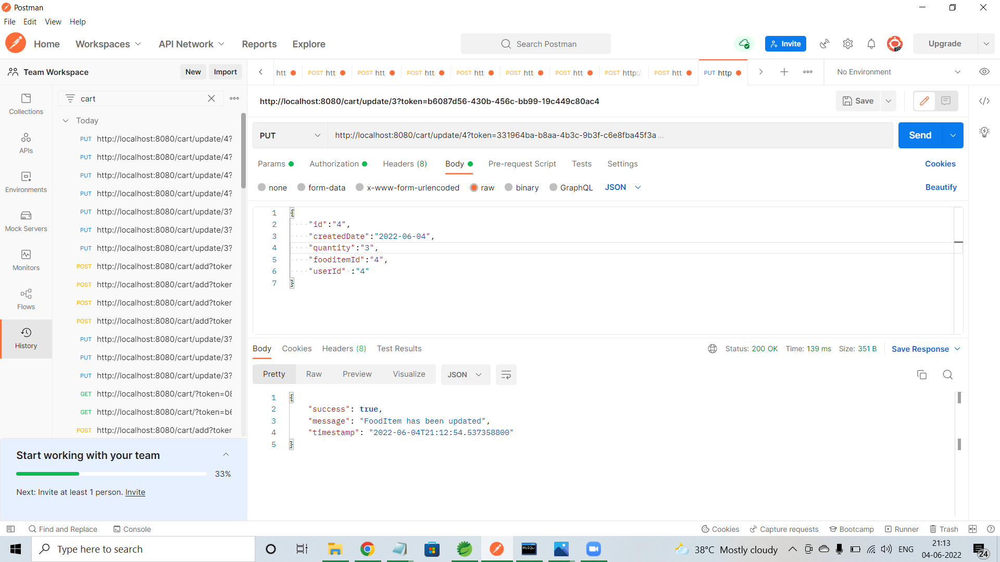 Postman
File Edit View Help
Home Workspaces API Network Reports Explore Search Postman Invite Upgrade
Team Workspace New Import
htt POST htt POST htt POST htt POST htt POST htt POST htt POST http:/ POST htt PUT http No Environment
cart
http://localhost:8080/cart/update/3?token=b6087d56-430b-456c-bb99-19c449c80ac4 Save
Collections
APIs
Environments
Mock Servers
Monitors
Flows
History
Today
PUT http://localhost:8080/cart/update/4?
PUT http://localhost:8080/cart/update/4?
PUT http://localhost:8080/cart/update/4?
PUT http://localhost:8080/cart/update/4?
PUT http://localhost:8080/cart/update/3?
PUT http://localhost:8080/cart/update/3?
PUT http://localhost:8080/cart/update/3?
POST http://localhost:8080/cart/add?toker
POST http://localhost:8080/cart/add?toker
POST http://localhost:8080/cart/add?toker
POST http://localhost:8080/cart/add?toker
PUT http://localhost:8080/cart/update/3?
PUT http://localhost:8080/cart/update/3?
PUT http://localhost:8080/cart/update/3?
GET http://localhost:8080/cart/?token=08
GET http://localhost:8080/cart/?token=b6
POST http://localhost:8080/cart/add?toker
Start working with your team
33%
Next: Invite at least 1 person. Invite
PUT http://localhost:8080/cart/update/4?token=331964ba-b8aa-4b3c-9b3f-c6e8fba45f3a... Send
Params Authorization Headers (8) Body Pre-request Script Tests Settings Cookies
none form-data x-www-form-urlencoded raw binary GraphQL JSON Beautify
1 {
2 "id":"4",
3 "createdDate":"2022-06-04",
4 "quantity":"3",
5 "fooditemId":"4",
6 "userId" :"4"
7 }
Body Cookies Headers (8) Test Results Status: 200 OK Time: 139 ms Size: 351 B Save Response
Pretty Raw Preview Visualize JSON
1 {
2 "success": true,
3 "message": "FoodItem has been updated",
4 "timestamp": "2022-06-04T21:12:54.537358800"
5 }
Find and Replace Console Cookies Capture requests Bootcamp Runner Trash
Type here to search MySQL 38°C Mostly cloudy ENG 21:13
04-06-2022 24